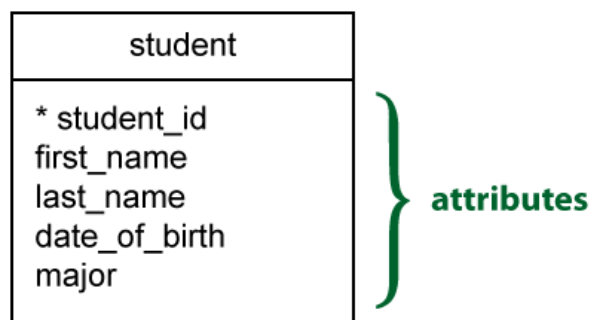 student
* student_id
first_name
last_name
date_of_birth
major
attributes